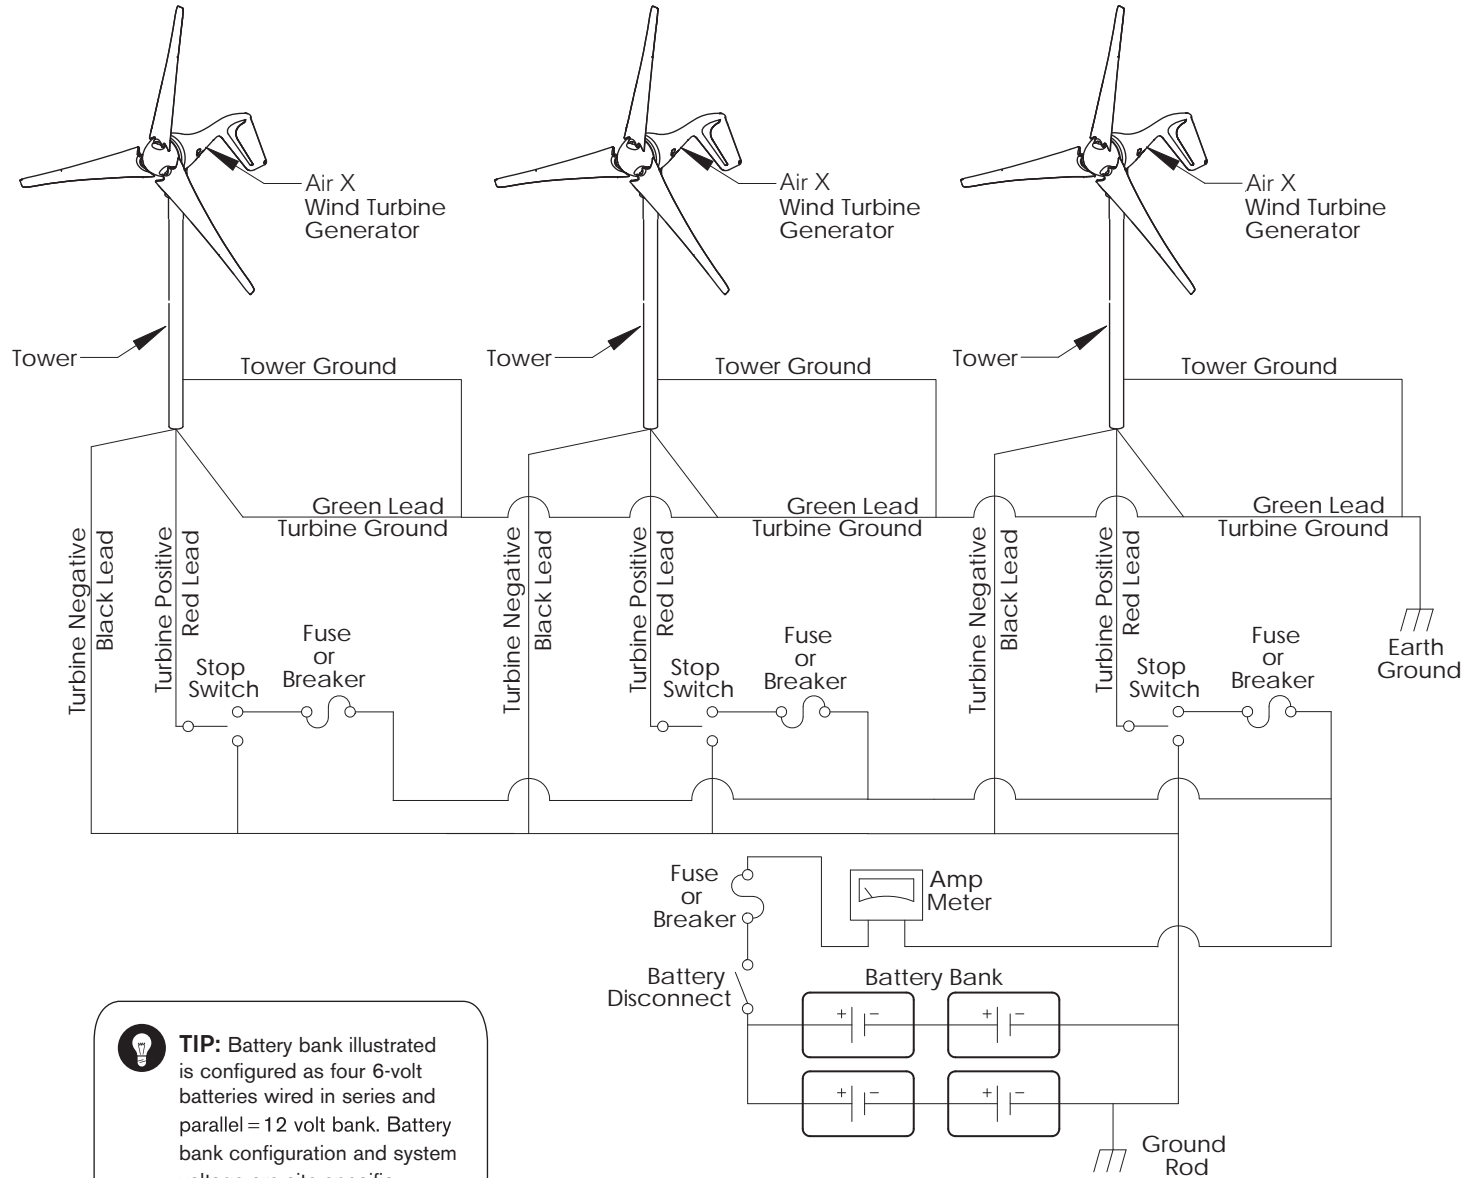 Air X
Wind Turbine
Generator
Air X
Wind Turbine
Generator
Air X
Wind Turbine
Generator
Tower
Tower
Tower
Tower Ground
Tower Ground
Tower Ground
Green Lead
Turbine Ground
Green Lead
Turbine Ground
Green Lead
Turbine Ground
Turbine Negative
Black Lead
Turbine Positive
Red Lead
Turbine Negative
Black Lead
Turbine Positive
Red Lead
Turbine Negative
Black Lead
Turbine Positive
Red Lead
Earth
Ground
Stop
Switch
Fuse
or
Breaker
Stop
Switch
Fuse
or
Breaker
Stop
Switch
Fuse
or
Breaker
Fuse
or
Breaker
Amp
Meter
Battery
Disconnect
Battery Bank
+ −
+ −
+ −
+ −
Ground
Rod
TIP: Battery bank illustrated
is configured as four 6-volt
batteries wired in series and
parallel = 12 volt bank. Battery
bank configuration and system